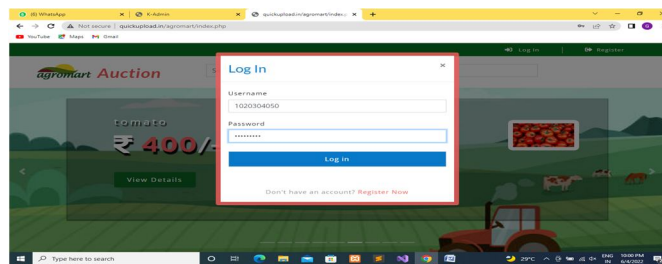 (6) WhatsApp
K-Admin
quickupload.in/agromart/index.p
Not secure | quickupload.in/agromart/index.php
YouTube
Maps
Gmail
Log In
Register
agromart Auction
Log In
×
Username
1020304050
Password
Log in
Don't have an account? Register Now
tomato
₹ 400/-
View Details
Type here to search
29°C
ENG
IN
10:00 PM
6/4/2022